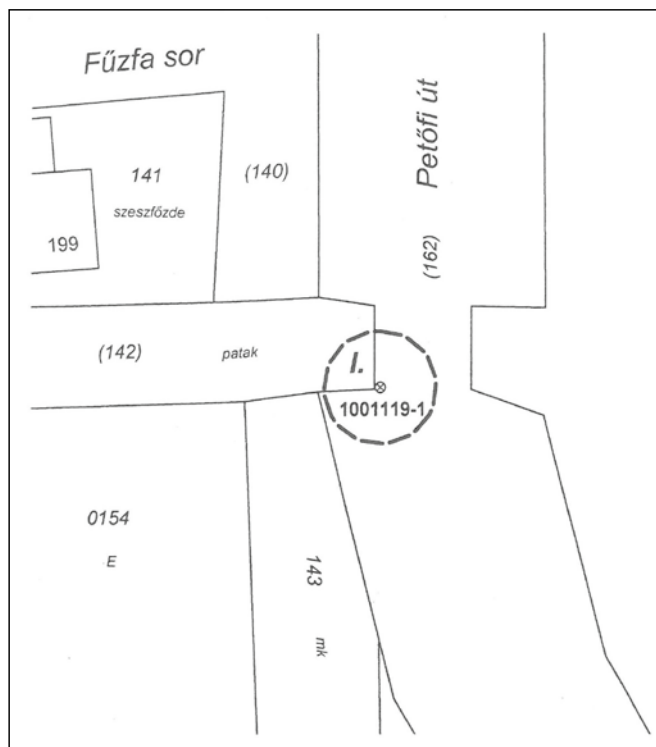 Fűzfa sor
Petőfi út
(162)
141
szeszfőzde
(140)
199
(142)
patak
I.
1001119-1
0154
E
143
mk